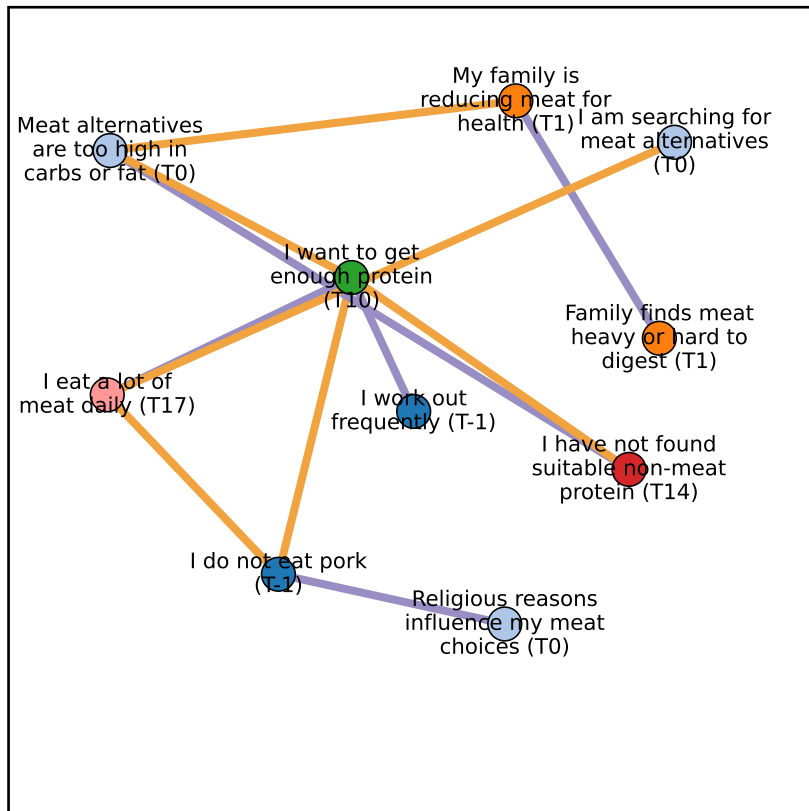 My family is
reducing meat for
health (T1)
I am searching for
meat alternatives
(T0)
Meat alternatives
are too high in
carbs or fat (T0)
I want to get
enough protein
(T10)
Family finds meat
heavy or hard to
digest (T1)
I eat a lot of
meat daily (T17)
I work out
frequently (T-1)
I have not found
suitable non-meat
protein (T14)
I do not eat pork
(T-1)
Religious reasons
influence my meat
choices (T0)